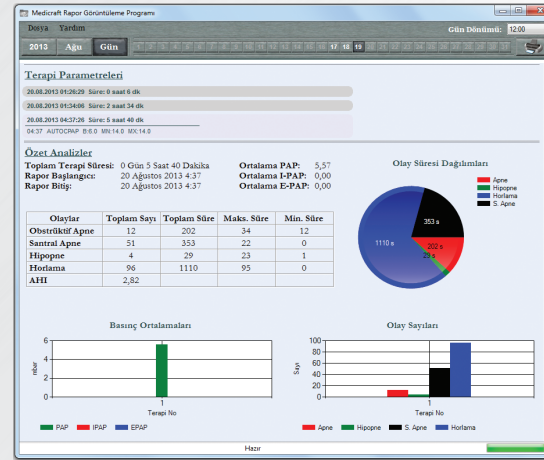 Medicraft Rapor Görüntüleme Programı
Dosya Yardım
Gün Dönümü: 12:00
2013 Ağu Gün 17 18 19
Terapi Parametreleri
20.08.2013 01:26:29 Süre: 0 saat 6 dk
20.08.2013 01:34:06 Süre: 2 saat 34 dk
20.08.2013 04:37:26 Süre: 5 saat 40 dk
04:37 AUTOCPAP B:6.0 MN:14.0 MX:14.0
Özet Analizler
Toplam Terapi Süresi: 0 Gün 5 Saat 40 Dakika Ortalama PAP: 5,57
Rapor Başlangıcı: 20 Ağustos 2013 4:37 Ortalama I-PAP: 0,00
Rapor Bitiş: 20 Ağustos 2013 4:37 Ortalama E-PAP: 0,00
Olay Süresi Dağılımları
Apne
Hipopne
Horlama
S. Apne
353 s
1110 s
202 s
29 s
Olaylar Toplam Sayı Toplam Süre Maks. Süre Min. Süre
Obstrüktif Apne 12 202 34 12
Santral Apne 51 353 22 0
Hipopne 4 29 23 1
Horlama 96 1110 95 0
AHI 2,82
Basınç Ortalamaları
6
4
2
0
mbar
1
Terapi No
PAP IPAP EPAP
Olay Sayıları
100
80
60
40
20
0
Sayı
1
Terapi No
Apne Hipopne S. Apne Horlama
Hazır